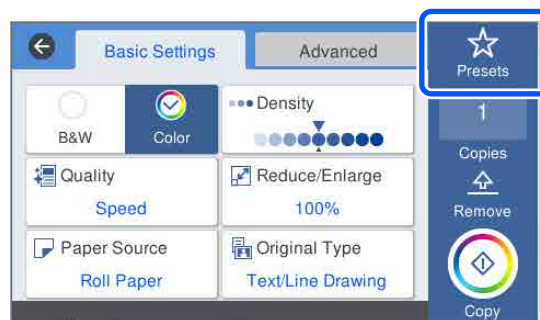 Basic Settings
Advanced
Presets
B&W
Color
Density
1
Copies
Quality
Speed
Reduce/Enlarge
100%
Remove
Paper Source
Roll Paper
Original Type
Text/Line Drawing
Copy